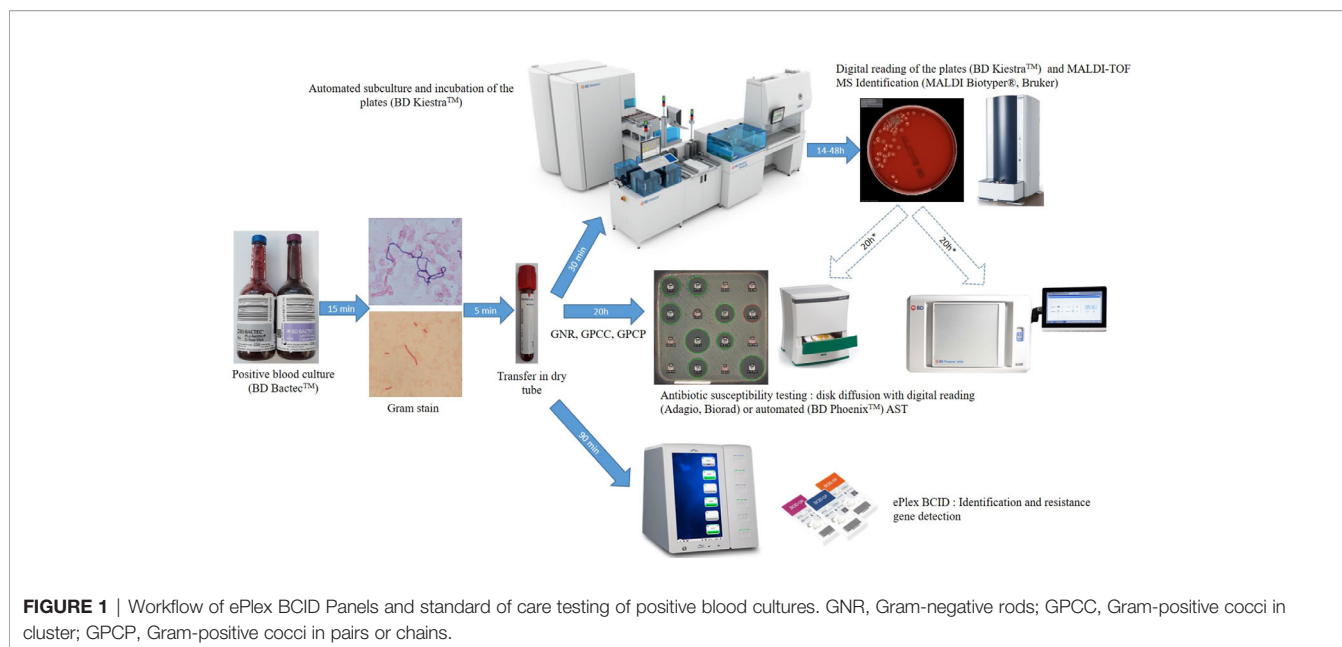 Automated subculture and incubation of the
plates (BD Kiestra™)
Digital reading of the plates (BD Kiestra™) and MALDI-TOF
MS Identification (MALDI Biotyper®, Bruker)
14-48h
30 min
20h*
20h*
BD BACTEC
BD BACTEC
15 min
5 min
20h
GNR, GPCC, GPCP
BD
Positive blood culture
(BD Bactec™)
Gram stain
Transfer in dry
tube
Antibiotic susceptibility testing : disk diffusion with digital reading
(Adagio, Biorad) or automated (BD Phoenix™) AST
90 min
ePlex BCID : Identification and resistance
gene detection
FIGURE 1 | Workflow of ePlex BCID Panels and standard of care testing of positive blood cultures. GNR, Gram-negative rods; GPCC, Gram-positive cocci in
cluster; GPCP, Gram-positive cocci in pairs or chains.